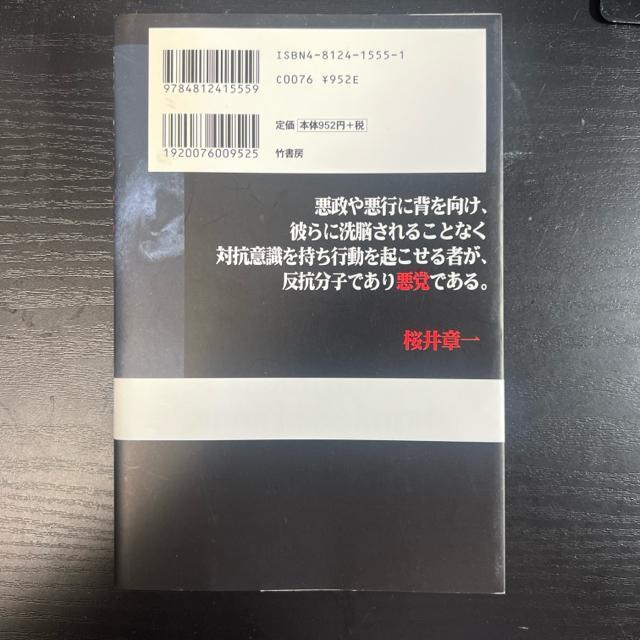 ISBN4-8124-1555-1
9784812415559
C0076 ¥952E
定価 本体952円+税
1920076009525
竹書房
悪政や悪行に背を向け、
彼らに洗脳されることなく
対抗意識を持ち行動を起こせる者が、
反抗分子であり悪党である。
桜井章一